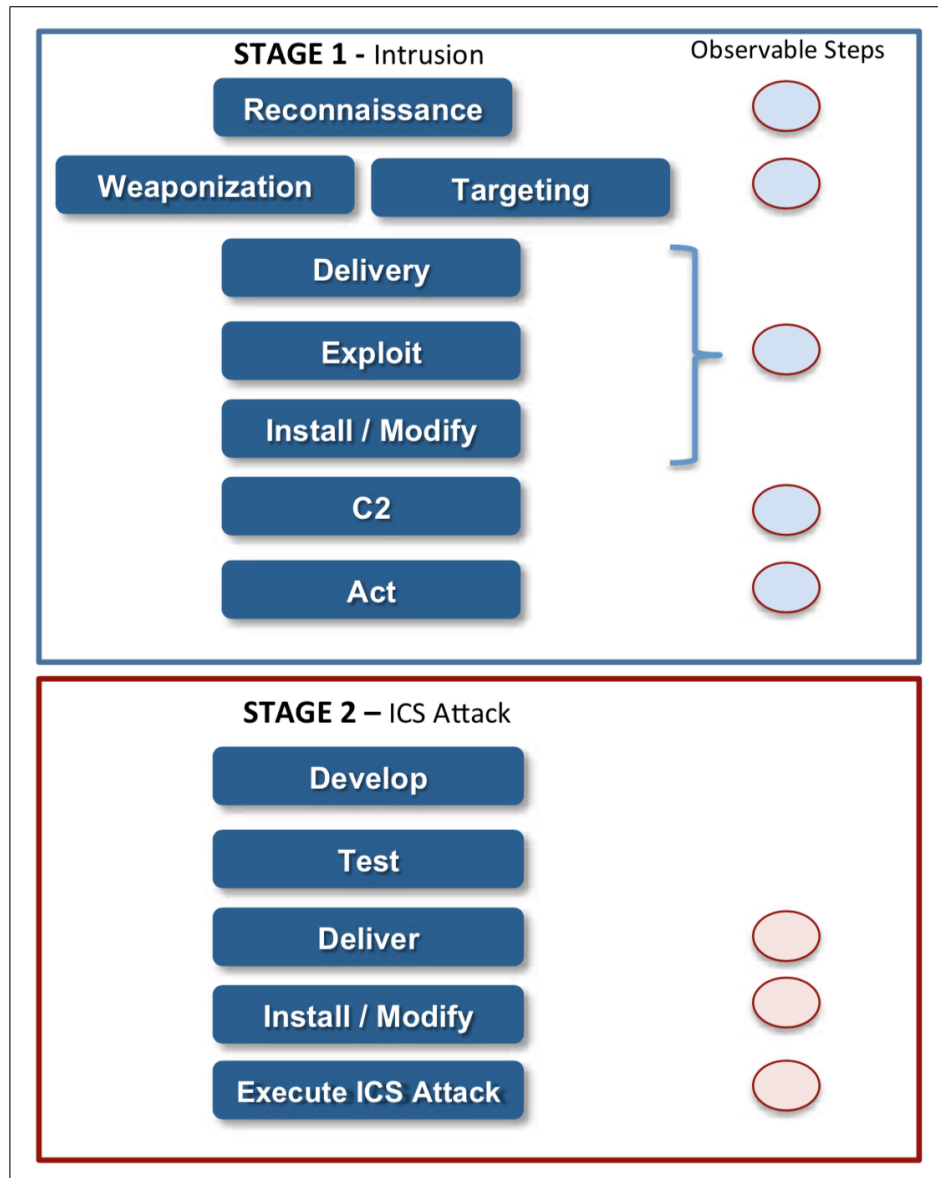 STAGE 1 - Intrusion
Observable Steps
Reconnaissance
Weaponization
Targeting
Delivery
Exploit
Install / Modify
C2
Act
STAGE 2 – ICS Attack
Develop
Test
Deliver
Install / Modify
Execute ICS Attack